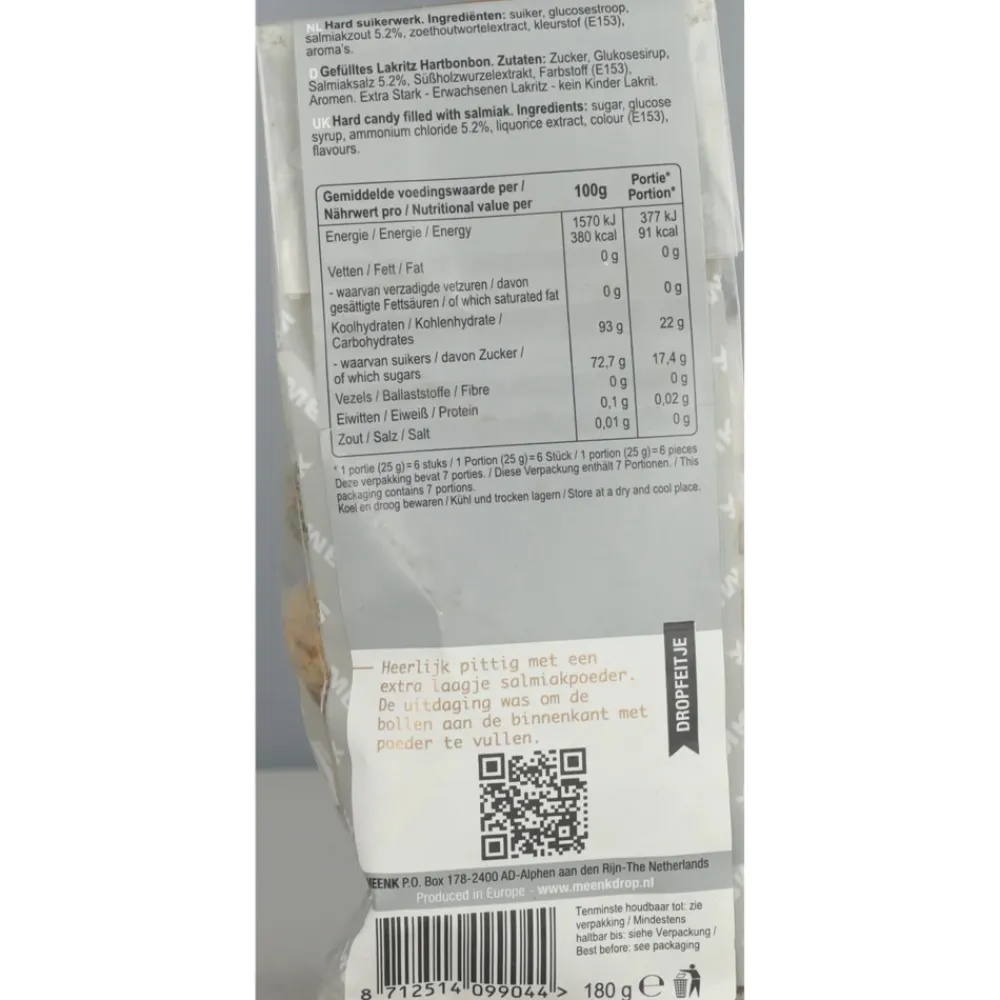 NL Hard suikerwerk. Ingrediënten: suiker, glucosestroop,
salmiakzout 5.2%, zoethoutwortelextract, kleurstof (E153),
aroma's.
D Gefülltes Lakritz Hartbonbon. Zutaten: Zucker, Glukosesirup,
Salmiaksalz 5.2%, Süßholzwurzelextrakt, Farbstoff (E153),
Aromen. Extra Stark - Erwachsenen Lakritz - kein Kinder Lakrit.
UK Hard candy filled with salmiak. Ingredients: sugar, glucose
syrup, ammonium chloride 5.2%, liquorice extract, colour (E153),
flavours.
Gemiddelde voedingswaarde per / 100g Portie*
Nährwert pro / Nutritional value per Portion*
Energie / Energie / Energy 1570 kJ 377 kJ
380 kcal 91 kcal
Vetten / Fett / Fat 0 g 0 g
- waarvan verzadigde vetzuren / davon
gesättigte Fettsäuren / of which saturated fat 0 g 0 g
Koolhydraten / Kohlenhydrate /
Carbohydrates 93 g 22 g
- waarvan suikers / davon Zucker /
of which sugars 72,7 g 17,4 g
Vezels / Ballaststoffe / Fibre 0 g 0 g
Eiwitten / Eiweiß / Protein 0,1 g 0,02 g
Zout / Salz / Salt 0,01 g 0 g
* 1 portie (25 g)= 6 stuks / 1 Portion (25 g)= 6 Stück / 1 portion (25 g)= 6 pieces
Deze verpakking bevat 7 porties. / Diese Verpackung enthält 7 Portionen. / This
packaging contains 7 portions.
Koel en droog bewaren / Kühl und trocken lagern / Store at a dry and cool place.
Heerlijk pittig met een
extra laagje salmiakpoeder.
De uitdaging was om de
bollen aan de binnenkant met
poeder te vullen.
DROPFEITJE
MEENK P.O. Box 178-2400 AD-Alphen aan den Rijn-The Netherlands
Produced in Europe - www.meenkdrop.nl
Tenminste houdbaar tot: zie
verpakking / Mindestens
haltbar bis: siehe Verpackung /
Best before: see packaging
8 712514 099044 >
180 g e